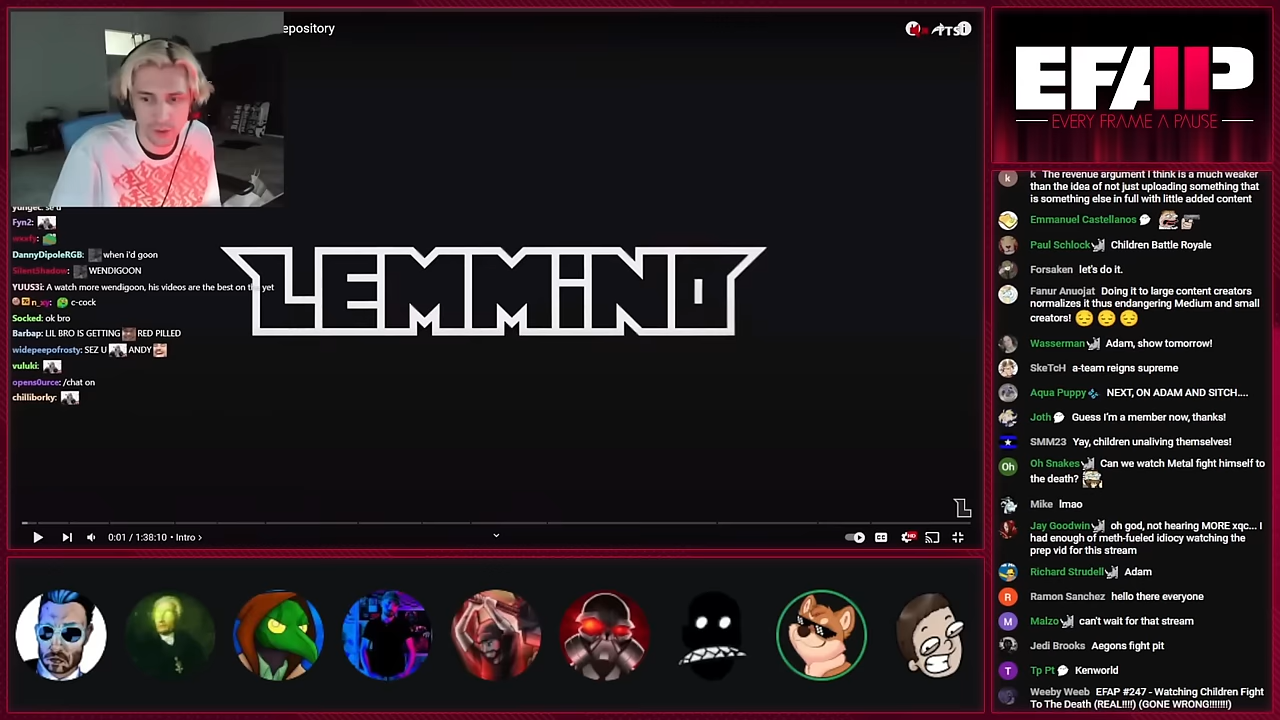 epository
LEMMiNO
Fyn2:
DannyDipoleRGB: when i'd goon
SilentShadow: WENDIGOON
YUUS3i: A watch more wendigoon, his videos are the best on the yet
n_xy: c-cock
Socked: ok bro
Barbap: LIL BRO IS GETTING RED PILLED
widepeepofrosty: SEZ U ANDY
vuluki:
opens0urce: /chat on
chilliborky:
0:01 / 1:38:10 • Intro ›
CC
HD
EFAP
EVERY FRAME A PAUSE
k The revenue argument I think is a much weaker
than the idea of not just uploading something that
is something else in full with little added content
Emmanuel Castellanos
Paul Schlock Children Battle Royale
Forsaken let's do it.
Fanur Anuojat Doing it to large content creators
normalizes it thus endangering Medium and small
creators!
Wasserman Adam, show tomorrow!
SkeTcH a-team reigns supreme
Aqua Puppy NEXT, ON ADAM AND SITCH....
Joth Guess I'm a member now, thanks!
SMM23 Yay, children unaliving themselves!
Oh
Oh Snakes Can we watch Metal fight himself to
the death?
Mike lmao
Jay Goodwin oh god, not hearing MORE xqc... I
had enough of meth-fueled idiocy watching the
prep vid for this stream
Richard Strudell Adam
R
Ramon Sanchez hello there everyone
M
Malzo can't wait for that stream
Jedi Brooks Aegons fight pit
T
Tp Pt Kenworld
Weeby Weeb EFAP #247 - Watching Children Fight
To The Death (REAL!!!!) (GONE WRONG!!!!!!!)